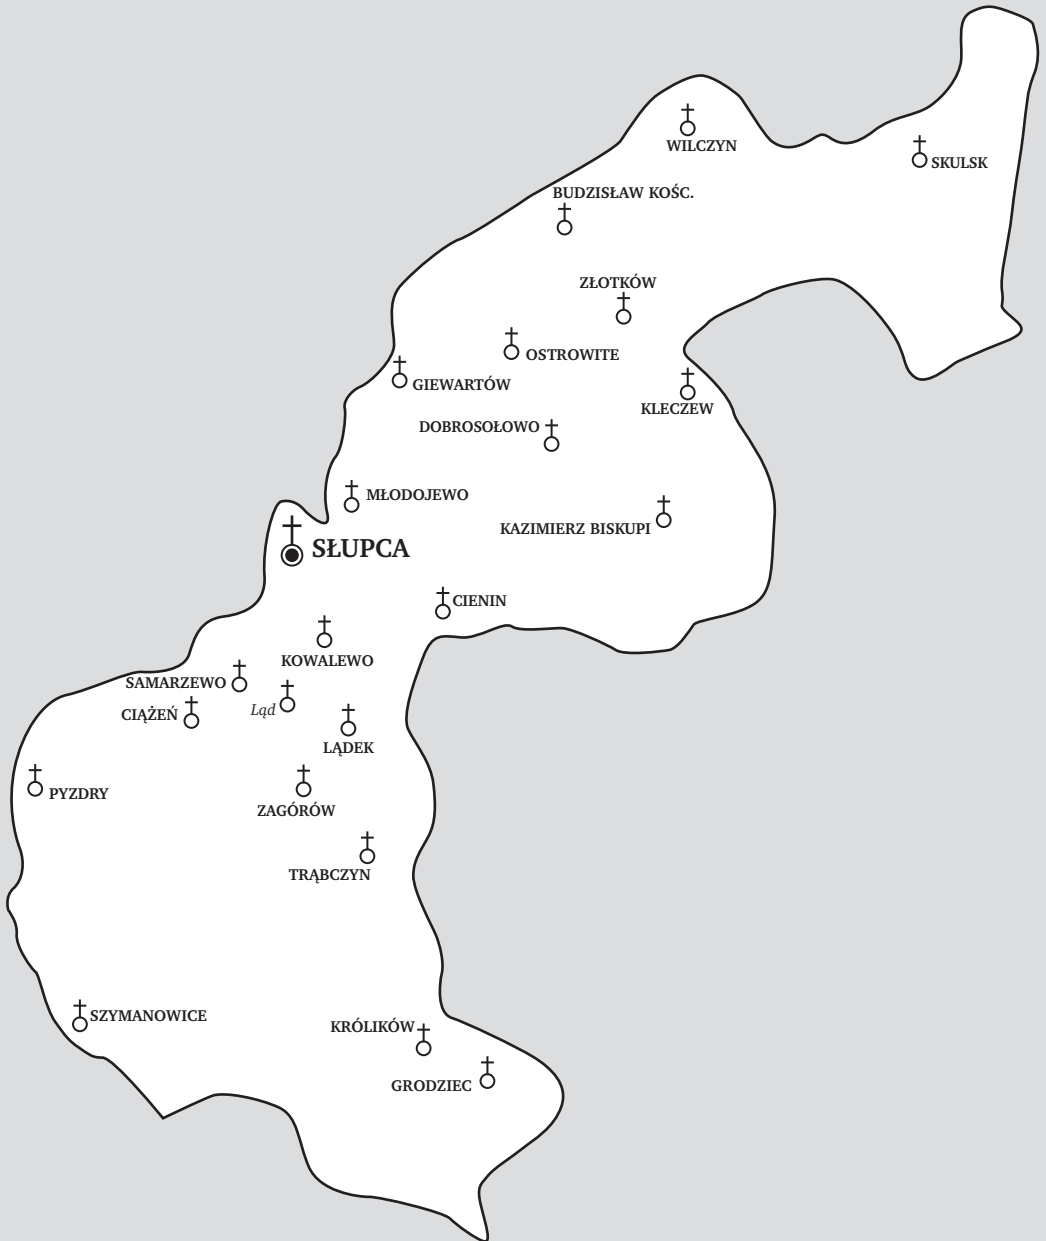 WILCZYN
SKULSK
BUDZISŁAW KOŚC.
ZŁOTKÓW
OSTROWITE
GIEWARTÓW
KLECZEW
DOBROSOŁOWO
MŁODOJEWO
KAZIMIERZ BISKUPI
SŁUPCA
CIENIN
KOWALEWO
SAMARZEWO
Ląd
CIĄŻEŃ
LĄDEK
PYZDRY
ZAGÓRÓW
TRĄBCZYN
SZYMANOWICE
KRÓLIKÓW
GRODZIEC